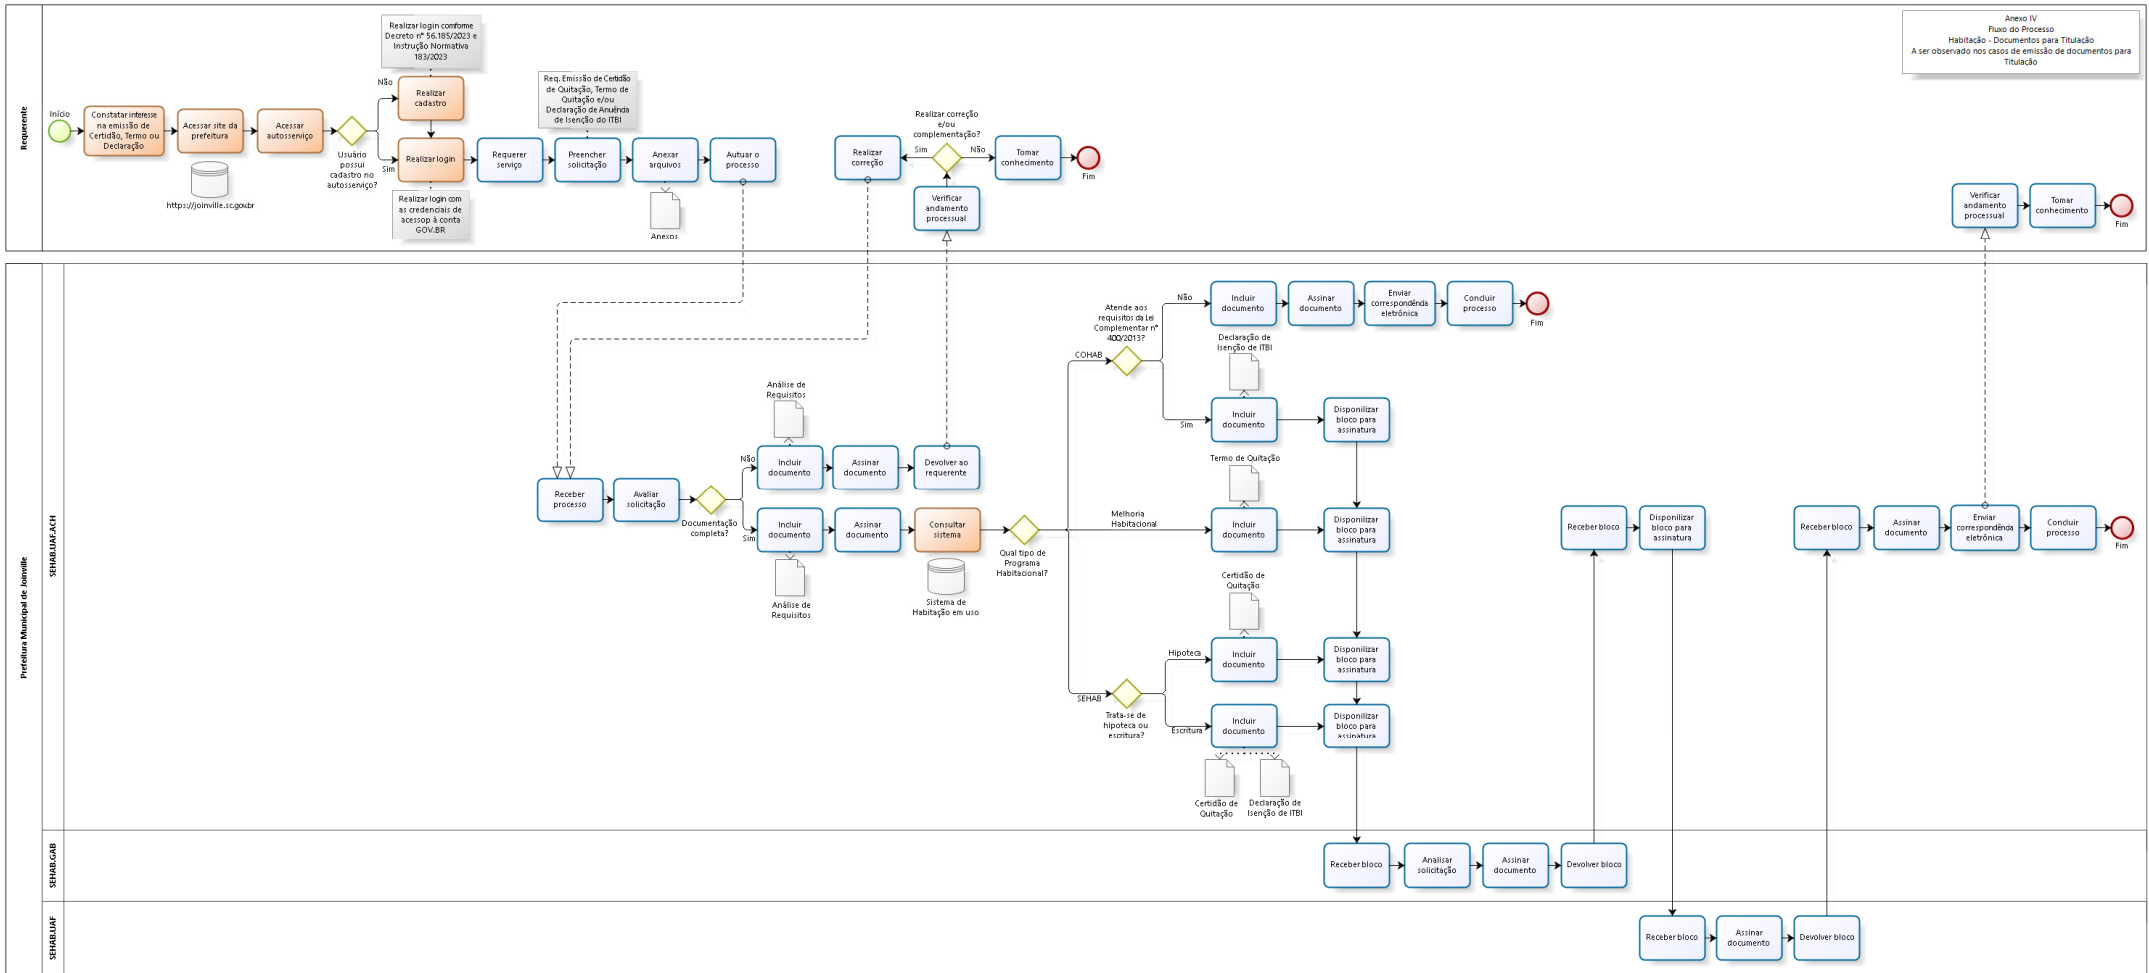 Anexo IV
Fluxo do Processo
Habitação - Documentos para Titulação
A ser observado nos casos de emissão de documentos para
Titulação
Requerente
Início
Constatar interesse
na emissão de
Certidão, Termo ou
Declaração
Acessar site da
prefeitura
https://joinville.sc.gov.br
Acessar
autosserviço
Usuário
possui
cadastro no
autosserviço?
Não
Sim
Realizar login comforme
Decreto n° 56.185/2023 e
Instrução Normativa
183/2023
Realizar
cadastro
Realizar login
Realizar login com
as credenciais de
acessop à conta
GOV.BR
Requerer
serviço
Req. Emissão de Certidão
de Quitação, Termo de
Quitação e/ou
Declaração de Anuência
de Isenção do ITBI
Preencher
solicitação
Anexar
arquivos
Anexos
Autuar o
processo
Realizar
correção
Sim
Realizar correção
e/ou
complementação?
Não
Verificar
andamento
processual
Tomar
conhecimento
Fim
Verificar
andamento
processual
Tomar
conhecimento
Fim
Prefeitura Municipal de Joinville
SEHAB.UAF.ACH
Receber
processo
Avaliar
solicitação
Documentação
completa?
Não
Análise de
Requisitos
Incluir
documento
Assinar
documento
Devolver ao
requerente
Sim
Incluir
documento
Análise de
Requisitos
Assinar
documento
Consultar
sistema
Sistema de
Habitação em uso
Qual tipo de
Programa
Habitacional?
COHAB
Atende aos
requisitos da Lei
Complementar n°
400/2013?
Não
Incluir
documento
Assinar
documento
Enviar
correspondência
eletrônica
Concluir
processo
Fim
Sim
Declaração de
Isenção de ITBI
Incluir
documento
Disponilizar
bloco para
assinatura
Melhoria
Habitacional
Termo de Quitação
Incluir
documento
Disponilizar
bloco para
assinatura
SEHAB
Trata-se de
hipoteca ou
escritura?
Hipoteca
Certidão de
Quitação
Incluir
documento
Disponilizar
bloco para
assinatura
Escritura
Incluir
documento
Certidão de
Quitação
Declaração de
Isenção de ITBI
Disponilizar
bloco para
assinatura
Receber bloco
Disponilizar
bloco para
assinatura
Receber bloco
Assinar
documento
Enviar
correspondência
eletrônica
Concluir
processo
Fim
SEHAB.GAB
Receber bloco
Analisar
solicitação
Assinar
documento
Devolver bloco
SEHAB.UAF
Receber bloco
Assinar
documento
Devolver bloco